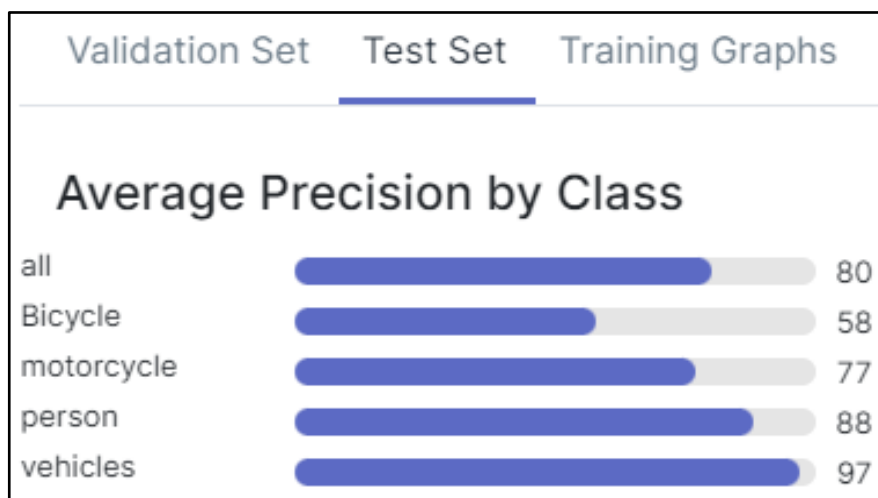 Validation Set Test Set Training Graphs
Average Precision by Class
all 80
Bicycle 58
motorcycle 77
person 88
vehicles 97